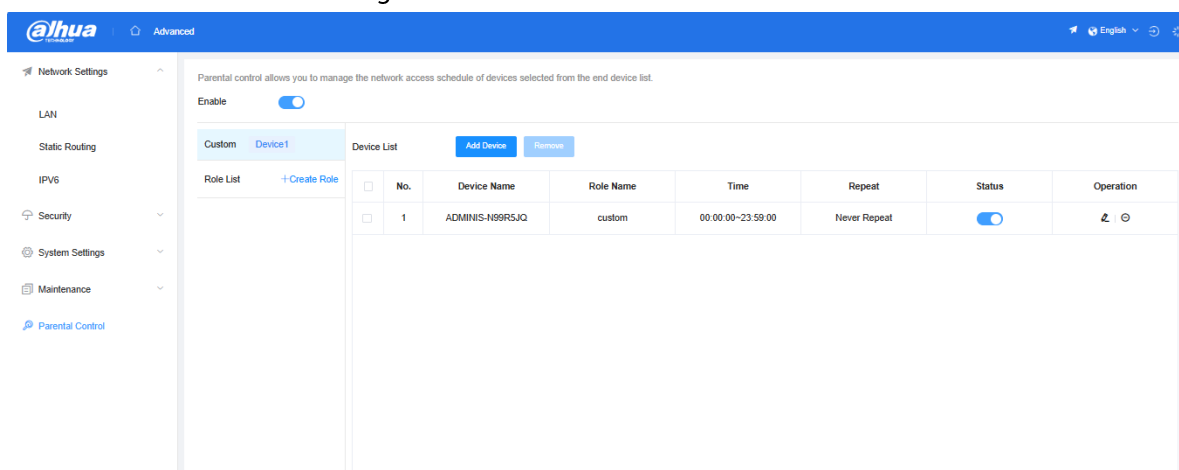 alhua
TECHNOLOGY
Advanced
English
Network Settings
LAN
Static Routing
IPV6
Security
System Settings
Maintenance
Parental Control
Parental control allows you to manage the network access schedule of devices selected from the end device list.
Enable
Custom Device1
Role List +Create Role
Device List Add Device Remove
No. Device Name Role Name Time Repeat Status Operation
1 ADMINIS-N99R5JQ custom 00:00:00~23:59:00 Never Repeat